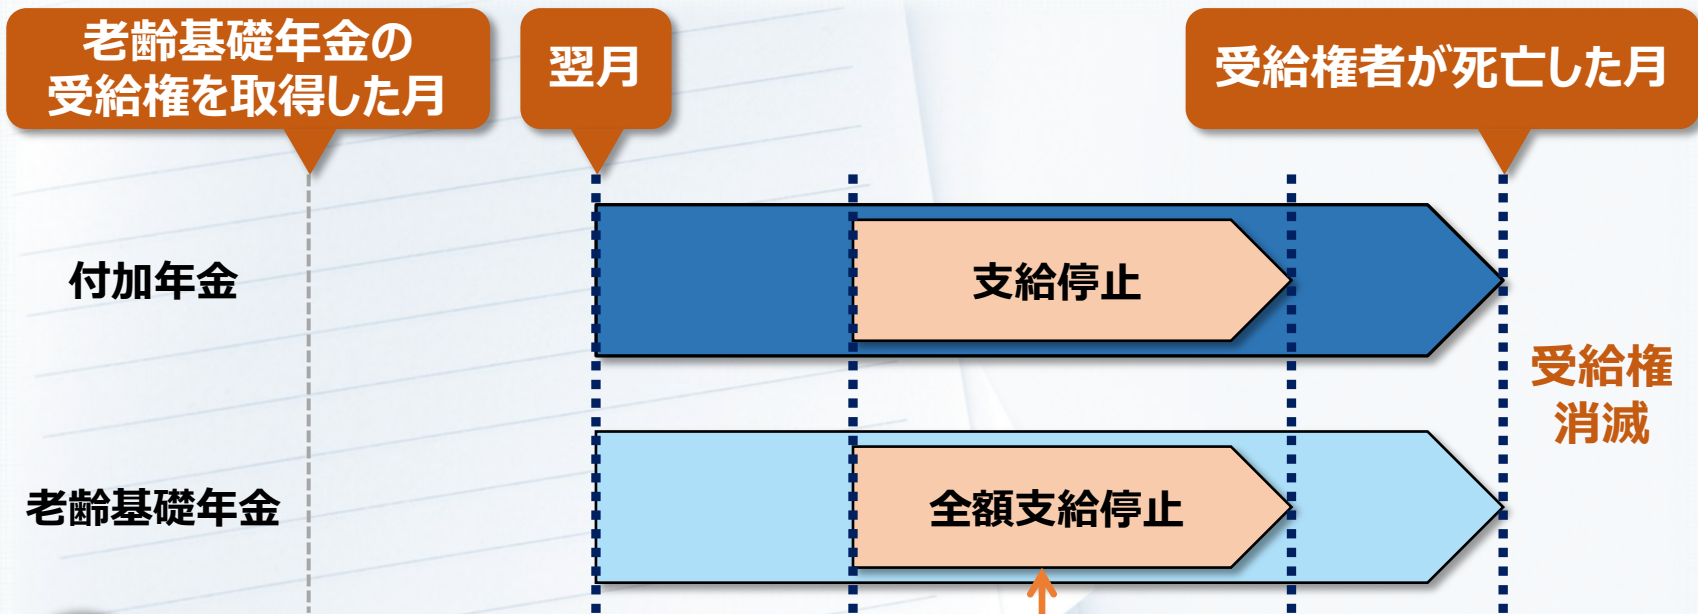 老齢基礎年金の
受給権を取得した月
翌月
受給権者が死亡した月
付加年金
支給停止
受給権
消滅
老齢基礎年金
全額支給停止